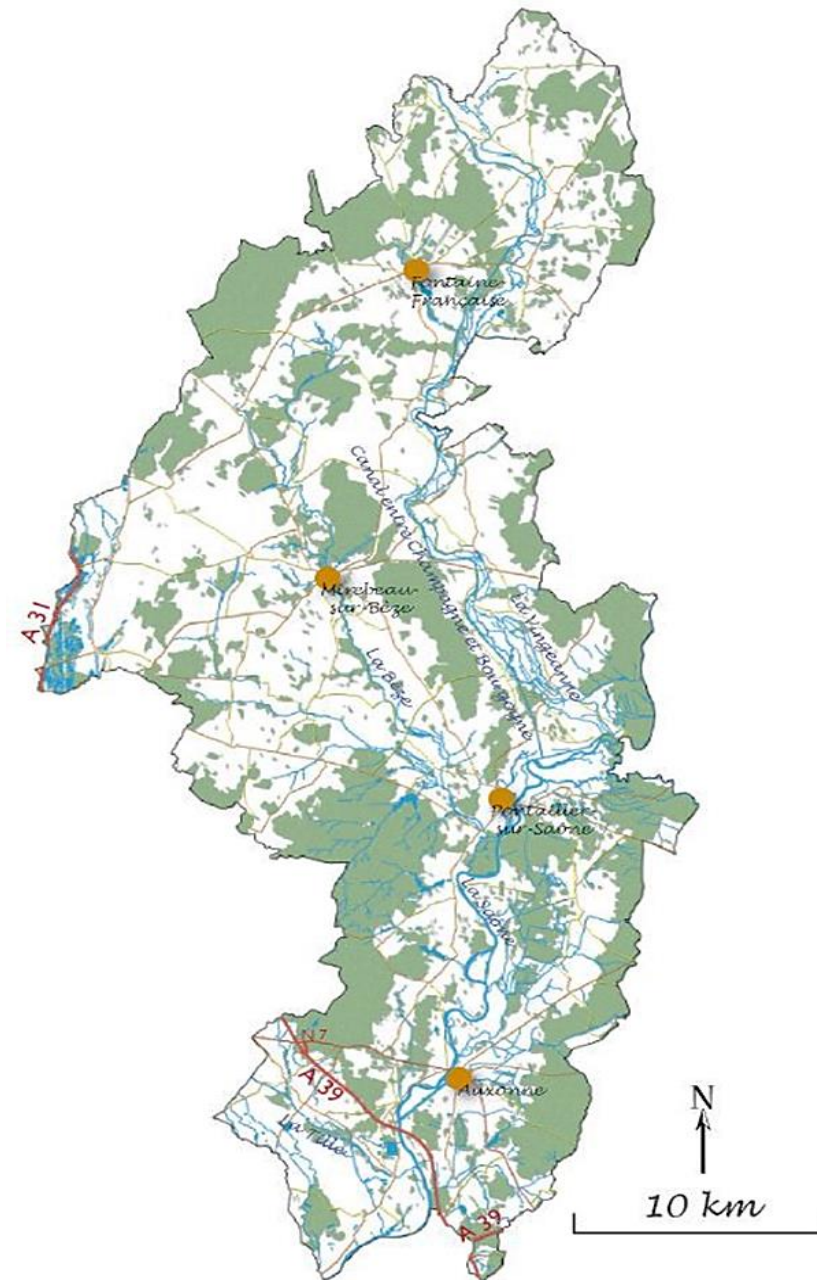 Fontaine-
Française
Canal entre Champagne et Bourgogne
A 31
Mirebeau-
sur-Bèze
La Vingeanne
La Bèze
Pontailler-
sur-Saône
La Saône
N 7
A 39
Auxonne
La Tille
N
10 km
A 39